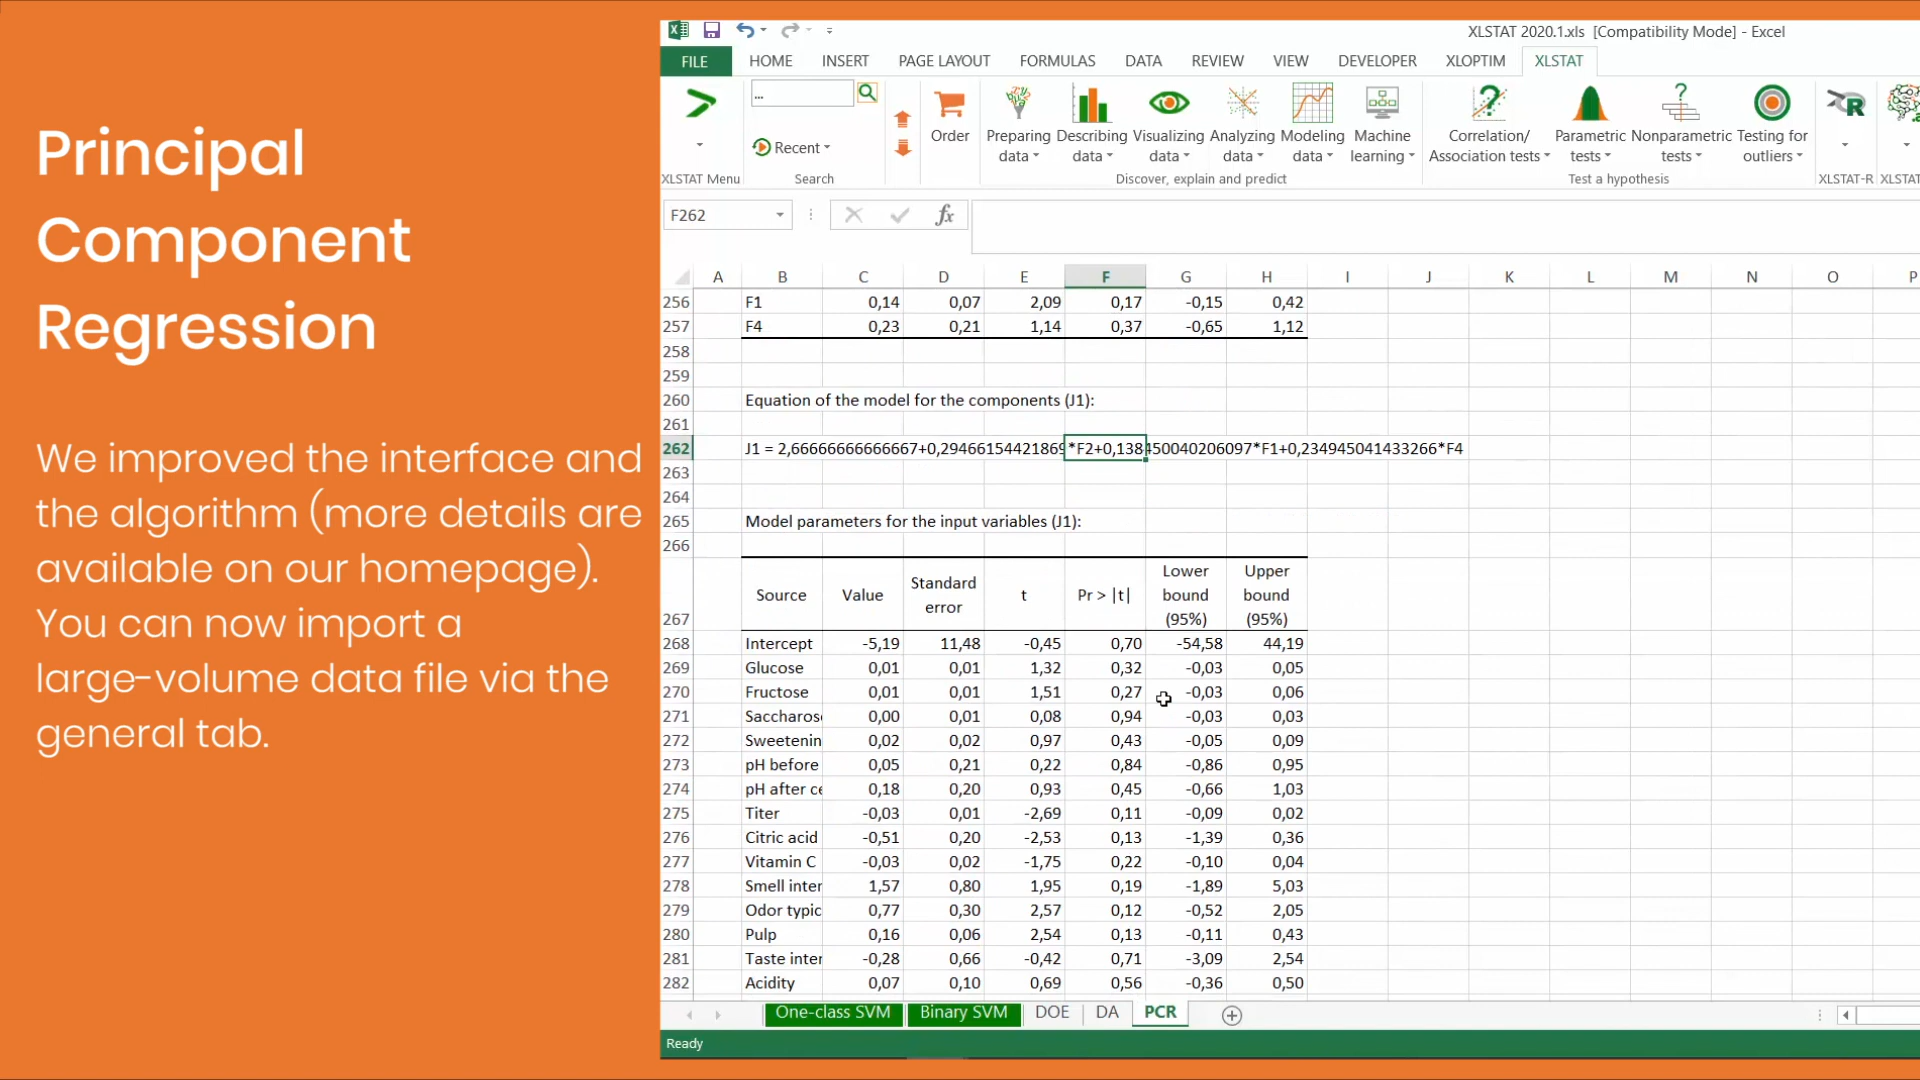 Principal
Component
Regression
We improved the interface and
the algorithm (more details are
available on our homepage).
You can now import a
large-volume data file via the
general tab.
XLSTAT 2020.1.xls [Compatibility Mode] - Excel
FILE HOME INSERT PAGE LAYOUT FORMULAS DATA REVIEW VIEW DEVELOPER XLOPTIM XLSTAT
...
Recent
Order
Preparing data
Describing data
Visualizing data
Analyzing data
Modeling data
Machine learning
Correlation/ Association tests
Parametric tests
Nonparametric tests
Testing for outliers
R
XLSTAT Menu Search Discover, explain and predict Test a hypothesis XLSTAT-R XLSTAT
F262 fx
A B C D E F G H I J K L M N O P
256 F1 0,14 0,07 2,09 0,17 -0,15 0,42
257 F4 0,23 0,21 1,14 0,37 -0,65 1,12
258
259
260 Equation of the model for the components (J1):
261
262 J1 = 2,66666666666667+0,29466154421869*F2+0,138450040206097*F1+0,234945041433266*F4
263
264
265 Model parameters for the input variables (J1):
266
267 Source Value Standard error t Pr > |t| Lower bound (95%) Upper bound (95%)
268 Intercept -5,19 11,48 -0,45 0,70 -54,58 44,19
269 Glucose 0,01 0,01 1,32 0,32 -0,03 0,05
270 Fructose 0,01 0,01 1,51 0,27 -0,03 0,06
271 Saccharos 0,00 0,01 0,08 0,94 -0,03 0,03
272 Sweetenin 0,02 0,02 0,97 0,43 -0,05 0,09
273 pH before 0,05 0,21 0,22 0,84 -0,86 0,95
274 pH after ce 0,18 0,20 0,93 0,45 -0,66 1,03
275 Titer -0,03 0,01 -2,69 0,11 -0,09 0,02
276 Citric acid -0,51 0,20 -2,53 0,13 -1,39 0,36
277 Vitamin C -0,03 0,02 -1,75 0,22 -0,10 0,04
278 Smell inter 1,57 0,80 1,95 0,19 -1,89 5,03
279 Odor typic 0,77 0,30 2,57 0,12 -0,52 2,05
280 Pulp 0,16 0,06 2,54 0,13 -0,11 0,43
281 Taste inter -0,28 0,66 -0,42 0,71 -3,09 2,54
282 Acidity 0,07 0,10 0,69 0,56 -0,36 0,50
One-class SVM Binary SVM DOE DA PCR
Ready